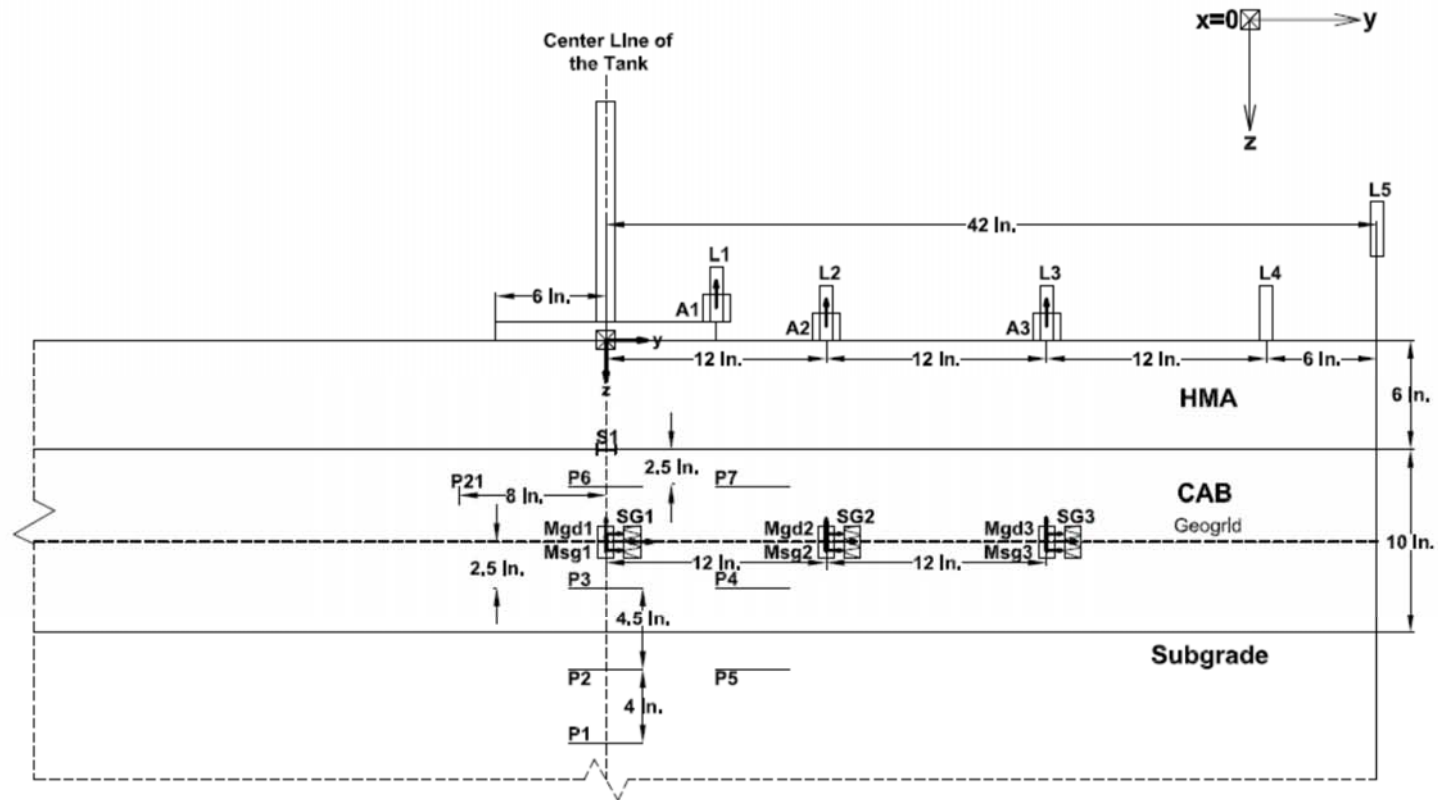 x=0 y
z
Center LIne of
the Tank
L5
42 In.
L1
L2
L3
L4
6 In.
A1
A2
A3
y
12 In.
12 In.
12 In.
6 In.
z
HMA
6 In.
S1
2.5 In.
P21
P6
P7
8 In.
CAB
Geogrld
Mgd1
SG1
Mgd2
SG2
Mgd3
SG3
Msg1
Msg2
Msg3
10 In.
12 In.
12 In.
2.5 In.
P3
P4
4.5 In.
Subgrade
P2
P5
4 In.
P1